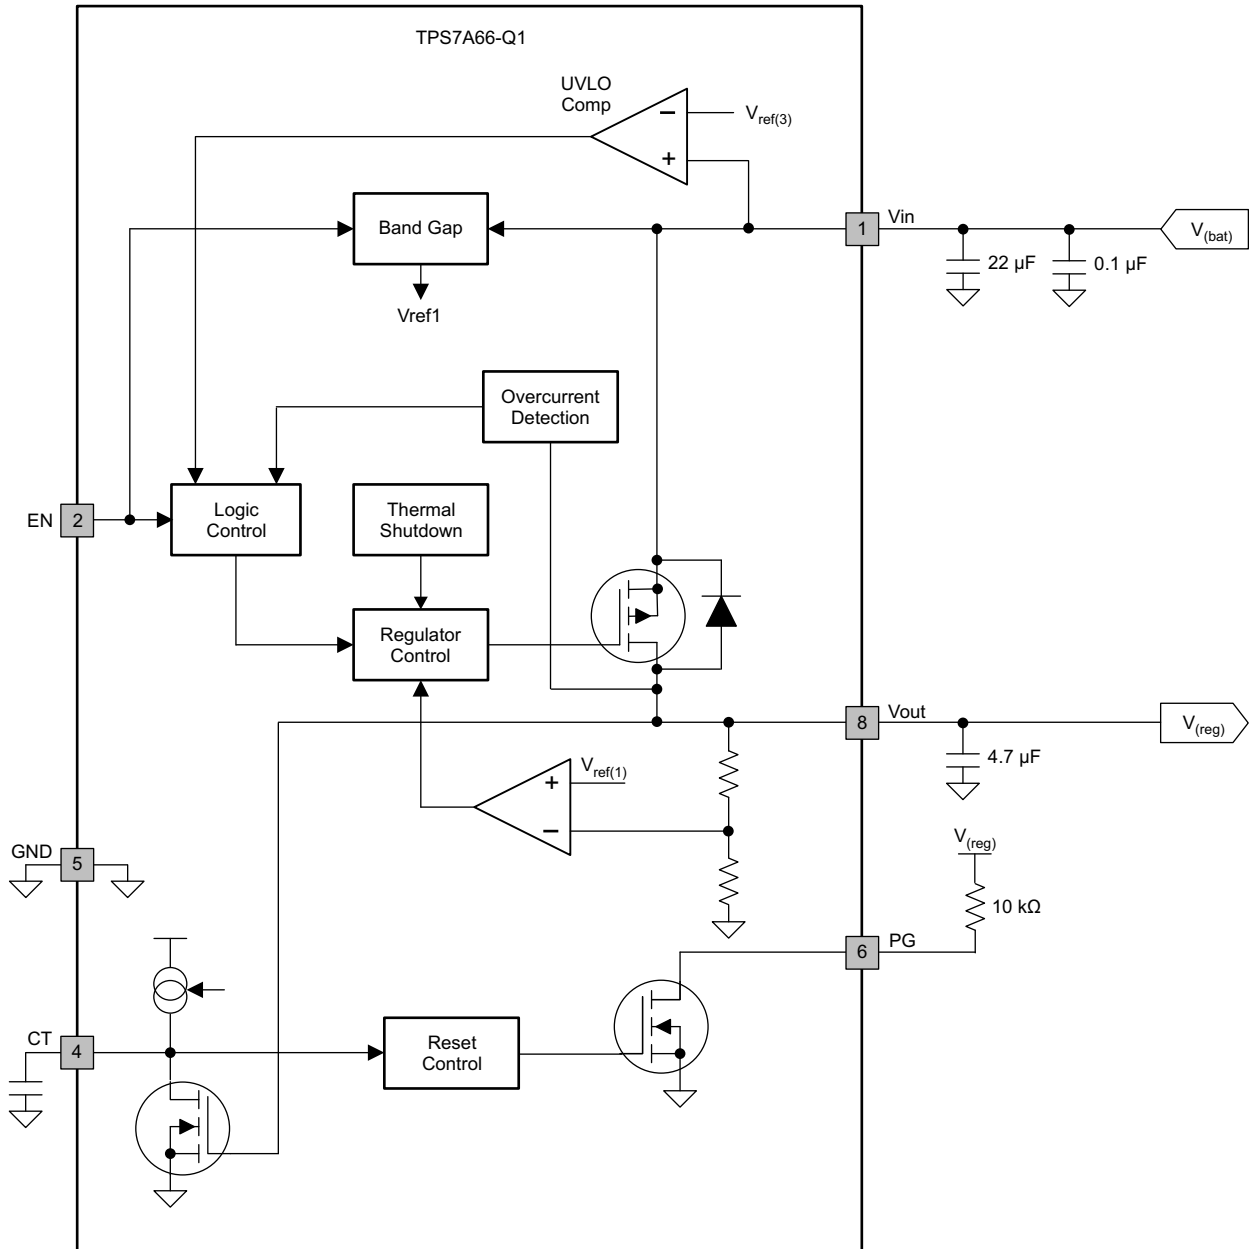 TPS7A66-Q1
UVLO
Comp
−
V_ref(3)
+
Band Gap
1
Vin
V_(bat)
22 µF
0.1 µF
Vref1
Overcurrent
Detection
EN
2
Logic
Control
Thermal
Shutdown
Regulator
Control
8
Vout
V_(reg)
4.7 µF
+
V_ref(1)
−
GND
5
V_(reg)
10 kΩ
6
PG
CT
4
Reset
Control